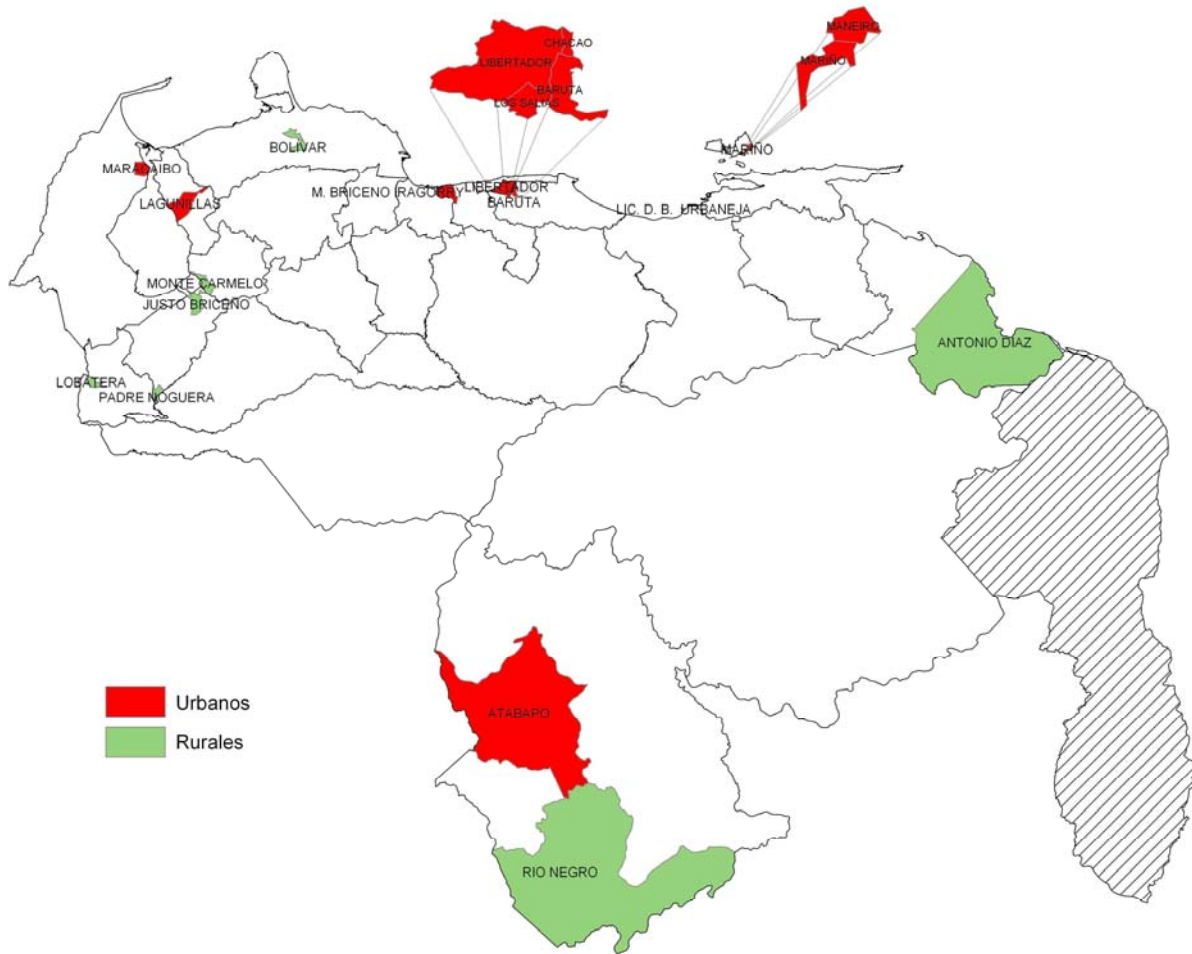 MANEIRO
CHACAO
LIBERTADOR
MARIÑO
BARUTA
LOS SALIAS
BOLIVAR
MARIÑO
MARACAIBO
M. BRICENO IRAGORRY
LIBERTADOR
BARUTA
LAGUNILLAS
LIC. D. B. URBANEJA
MONTE CARMELO
JUSTO BRICEÑO
ANTONIO DIAZ
LOBATERA
PADRE NOGUERA
Urbanos
ATABAPO
Rurales
RIO NEGRO